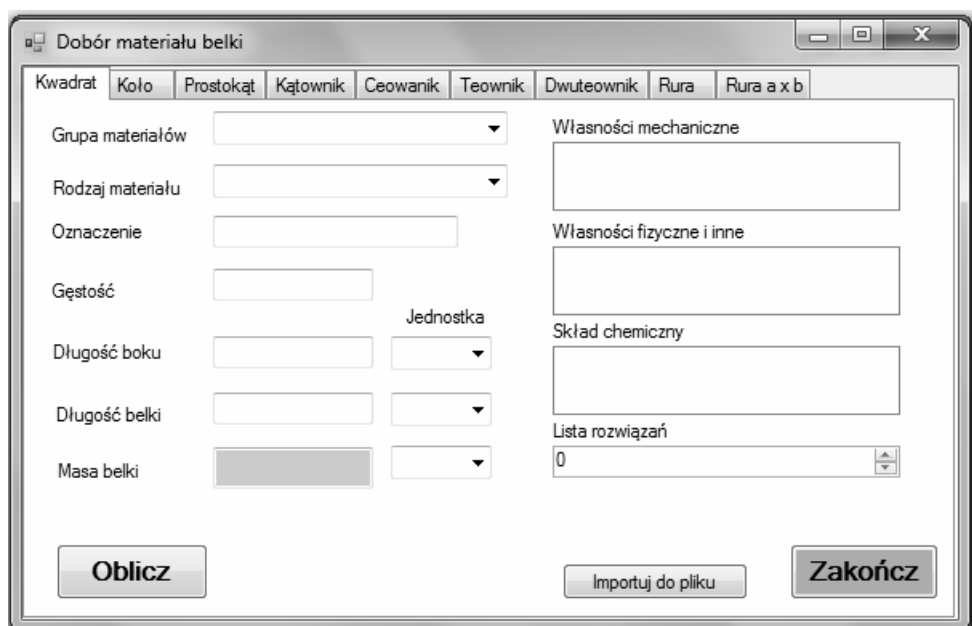 Dobór materiału belki
Kwadrat Koło Prostokąt Kątownik Ceowanik Teownik Dwuteownik Rura Rura a x b
Grupa materiałów
Rodzaj materiału
Oznaczenie
Gęstość
Jednostka
Długość boku
Długość belki
Masa belki
Własności mechaniczne
Własności fizyczne i inne
Skład chemiczny
Lista rozwiązań
0
Oblicz
Importuj do pliku
Zakończ